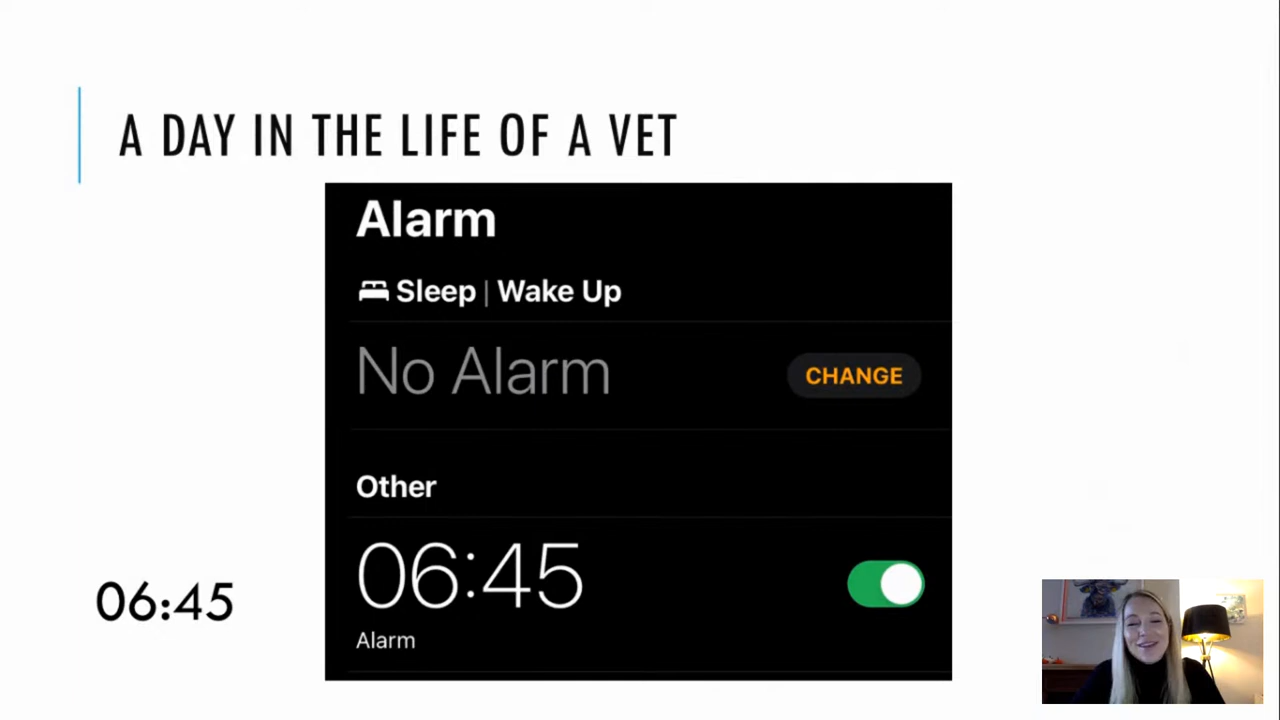 A DAY IN THE LIFE OF A VET
Alarm
Sleep | Wake Up
No Alarm
CHANGE
Other
06:45
Alarm
06:45